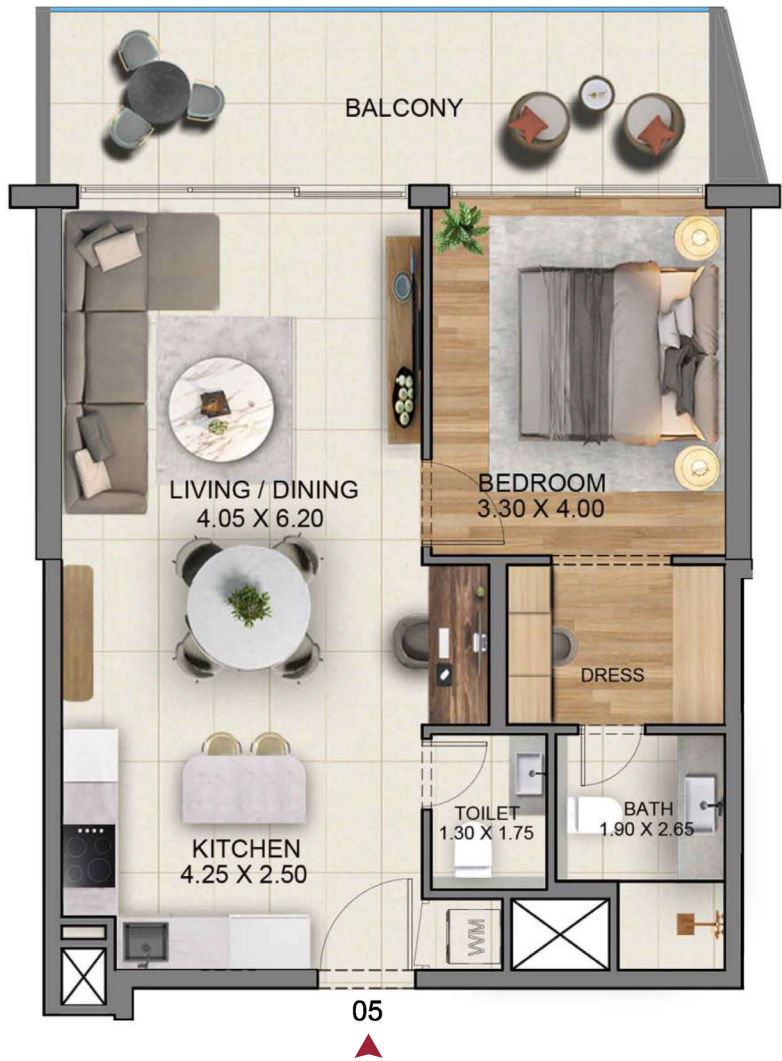 BALCONY
LIVING / DINING
4.05 X 6.20
BEDROOM
3.30 X 4.00
DRESS
TOILET
1.30 X 1.75
BATH
1.90 X 2.65
KITCHEN
4.25 X 2.50
WM
05